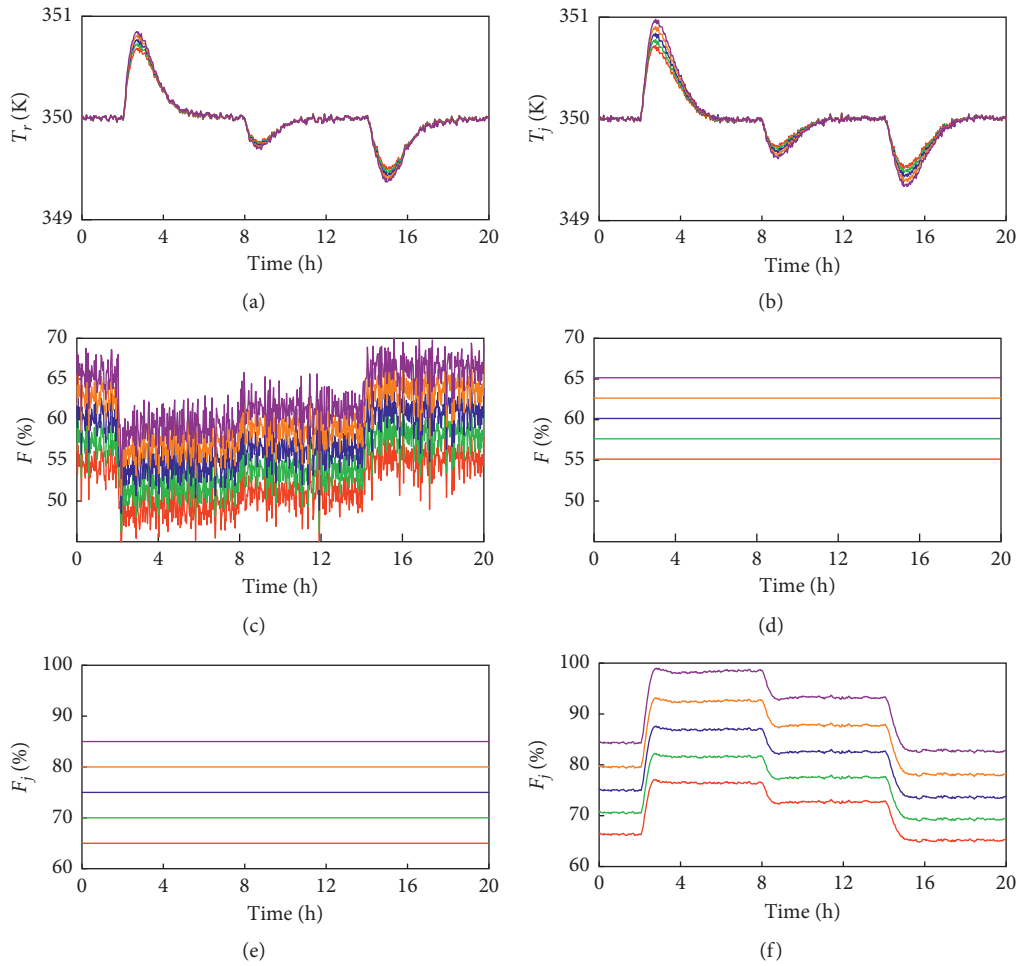 351
350
349
T_r (K)
0 4 8 12 16 20
Time (h)
(a)
351
350
349
T_j (K)
0 4 8 12 16 20
Time (h)
(b)
70
65
60
55
50
F (%)
0 4 8 12 16 20
Time (h)
(c)
70
65
60
55
50
F (%)
0 4 8 12 16 20
Time (h)
(d)
100
90
80
70
60
F_j (%)
0 4 8 12 16 20
Time (h)
(e)
100
90
80
70
60
F_j (%)
0 4 8 12 16 20
Time (h)
(f)